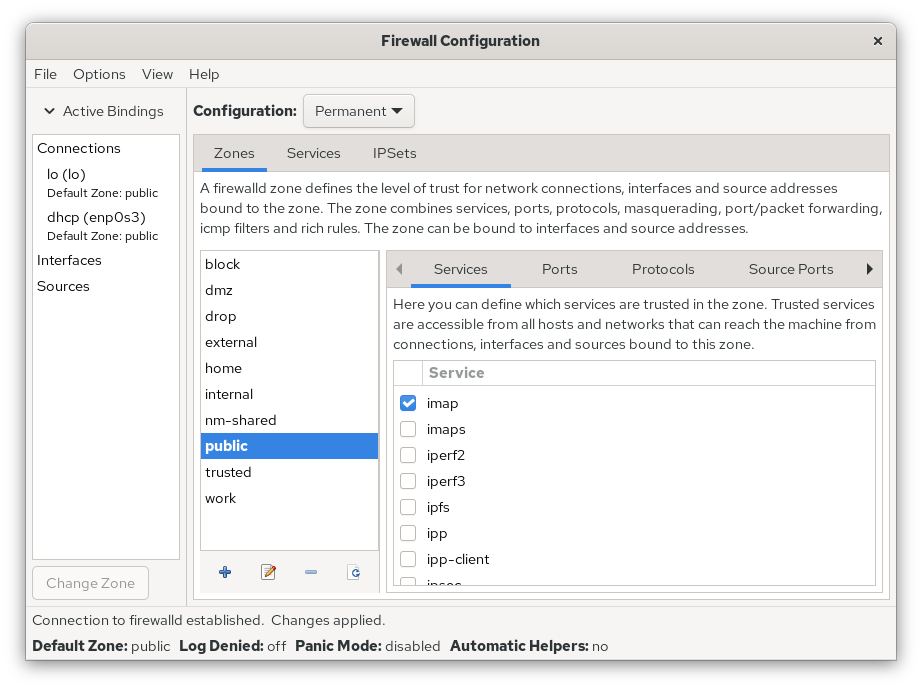 Firewall Configuration
File Options View Help
Active Bindings
Connections
lo (lo)
Default Zone: public
dhcp (enp0s3)
Default Zone: public
Interfaces
Sources
Change Zone
Configuration: Permanent
Zones Services IPSets
A firewalld zone defines the level of trust for network connections, interfaces and source addresses
bound to the zone. The zone combines services, ports, protocols, masquerading, port/packet forwarding,
icmp filters and rich rules. The zone can be bound to interfaces and source addresses.
block
dmz
drop
external
home
internal
nm-shared
public
trusted
work
Services Ports Protocols Source Ports
Here you can define which services are trusted in the zone. Trusted services
are accessible from all hosts and networks that can reach the machine from
connections, interfaces and sources bound to this zone.
Service
imap
imaps
iperf2
iperf3
ipfs
ipp
ipp-client
ipsec
Connection to firewalld established. Changes applied.
Default Zone: public Log Denied: off Panic Mode: disabled Automatic Helpers: no